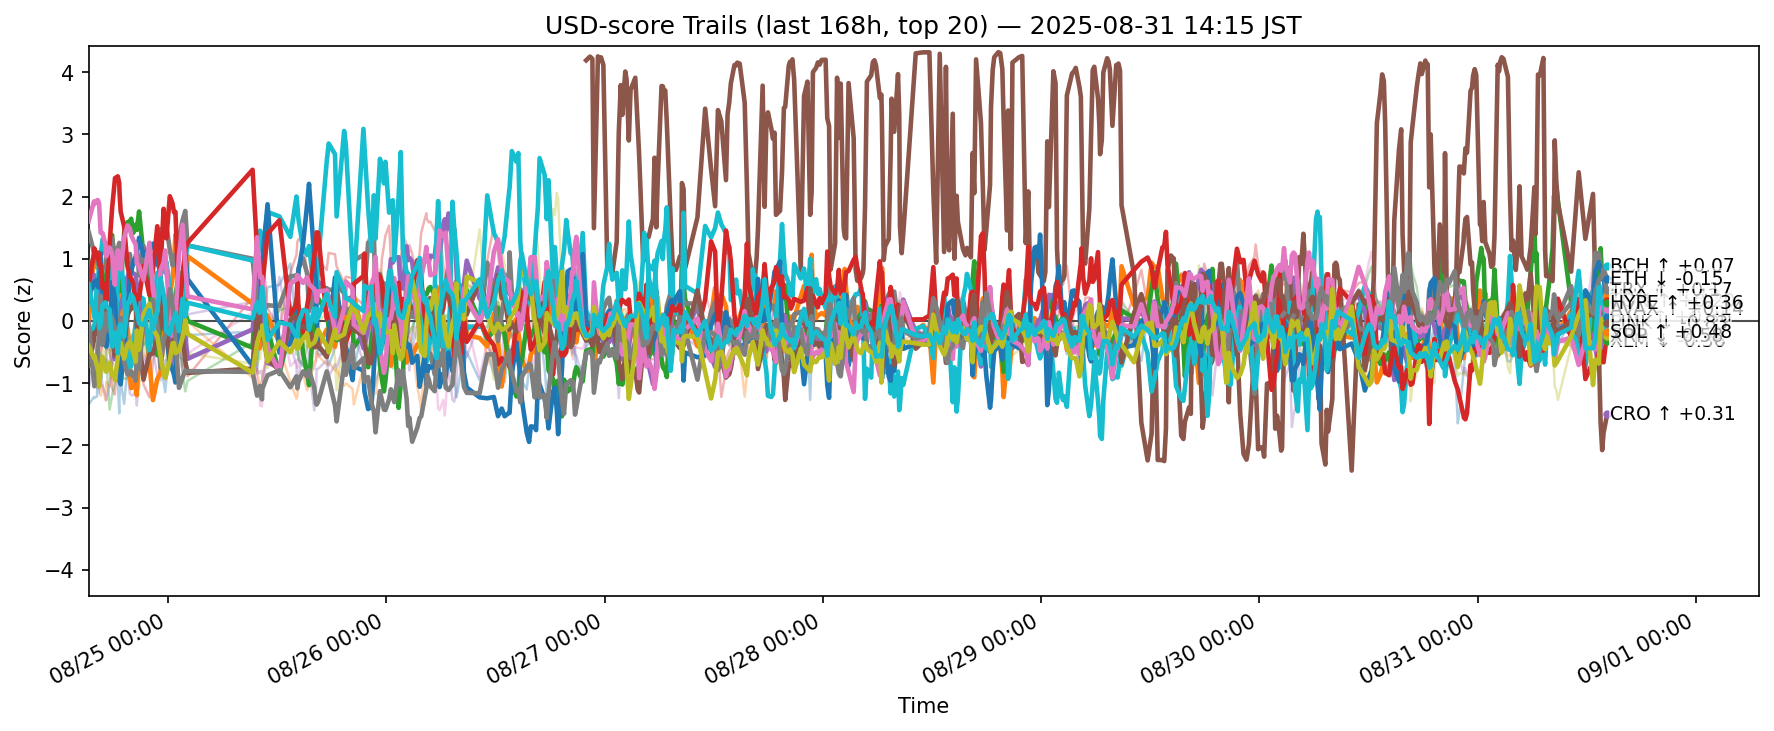 USD-score Trails (last 168h, top 20) — 2025-08-31 14:15 JST
4
3
2
1
0
−1
−2
−3
−4
Score (z)
BCH ↑ +0.07
ETH ↓ -0.15
HYPE ↑ +0.36
SOL ↑ +0.48
CRO ↑ +0.31
08/25 00:00
08/26 00:00
08/27 00:00
08/28 00:00
08/29 00:00
08/30 00:00
08/31 00:00
09/01 00:00
Time